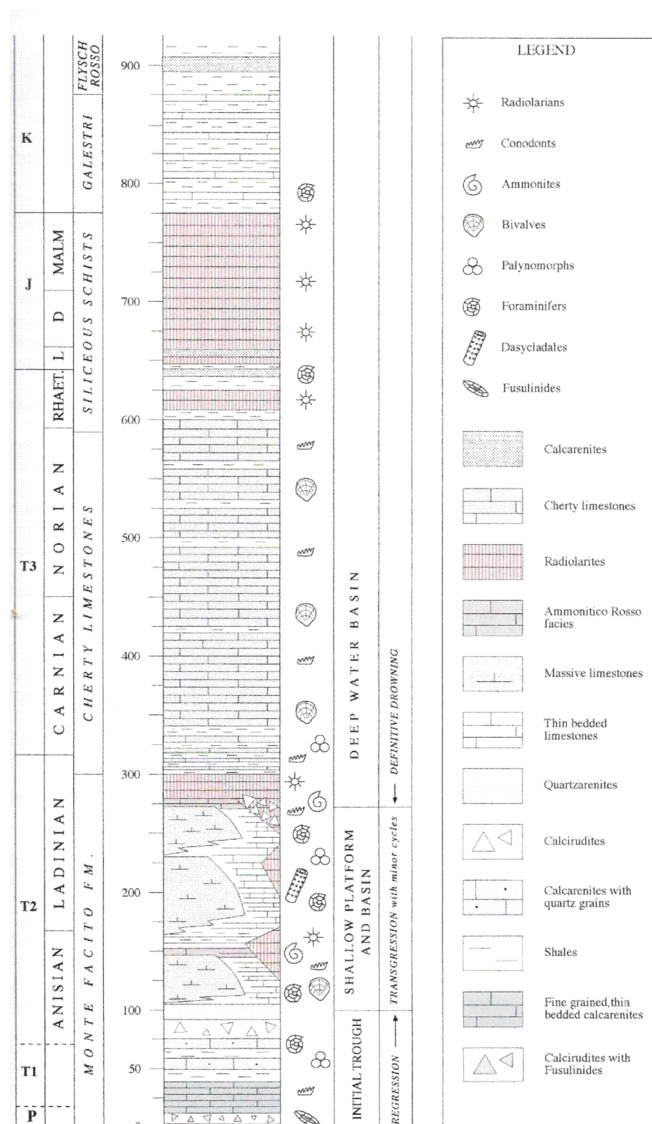 K
J
T3
T2
T1
P
MALM
D
L
RHAET.
NORIAN
CARNIAN
LADINIAN
ANISIAN
FLYSCH
ROSSO
GALESTRI
SILICEOUS SCHISTS
CHERTY LIMESTONES
MONTE FACITO FM.
900
800
700
600
500
400
300
200
100
50
DEEP WATER BASIN
SHALLOW PLATFORM
AND BASIN
INITIAL TROUGH
DEFINITIVE DROWNING
TRANSGRESSION with minor cycles
REGRESSION
LEGEND
Radiolarians
Conodonts
Ammonites
Bivalves
Palynomorphs
Foraminifers
Dasycladales
Fusulinides
Calcarenites
Cherty limestones
Radiolarites
Ammonitico Rosso
facies
Massive limestones
Thin bedded
limestones
Quartzarenites
Calcirudites
Calcarenites with
quartz grains
Shales
Fine grained,thin
bedded calcarenites
Calcirudites with
Fusulinides